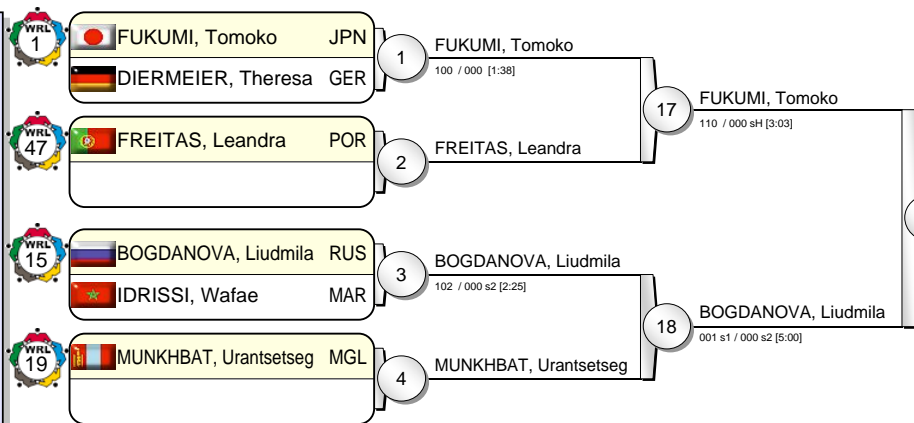 WRL
1
FUKUMI, Tomoko JPN
DIERMEIER, Theresa GER
1
FUKUMI, Tomoko
100 / 000 [1:38]
WRL
47
FREITAS, Leandra POR
2
FREITAS, Leandra
17
FUKUMI, Tomoko
110 / 000 sH [3:03]
WRL
15
BOGDANOVA, Liudmila RUS
IDRISSI, Wafae MAR
3
BOGDANOVA, Liudmila
102 / 000 s2 [2:25]
WRL
19
MUNKHBAT, Urantsetseg MGL
4
MUNKHBAT, Urantsetseg
18
BOGDANOVA, Liudmila
001 s1 / 000 s2 [5:00]